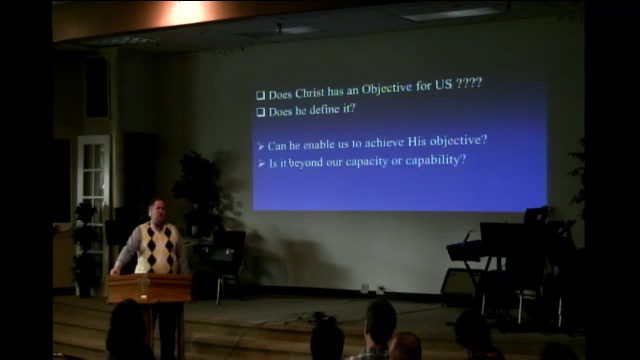 ❑ Does Christ has an Objective for US ????
❑ Does he define it?
➢ Can he enable us to achieve His objective?
➢ Is it beyond our capacity or capability?